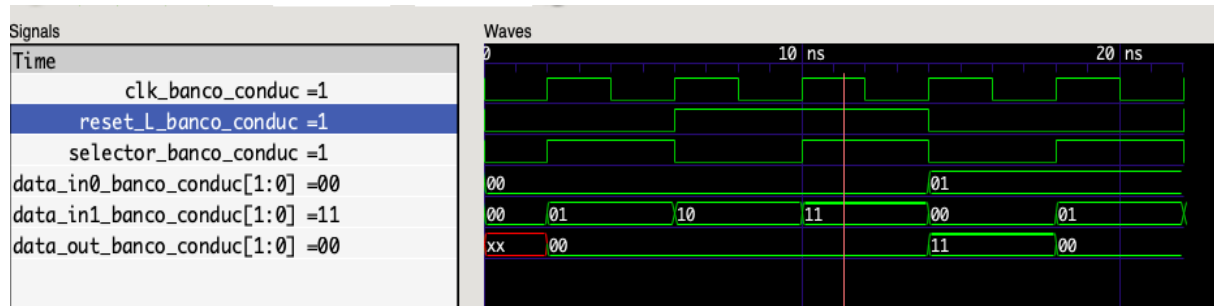 Signals Waves
Time 0 10 ns 20 ns
clk_banco_conduc =1
reset_L_banco_conduc =1
selector_banco_conduc =1
data_in0_banco_conduc[1:0] =00 00 01
data_in1_banco_conduc[1:0] =11 00 01 10 11 00 01
data_out_banco_conduc[1:0] =00 xx 00 11 00